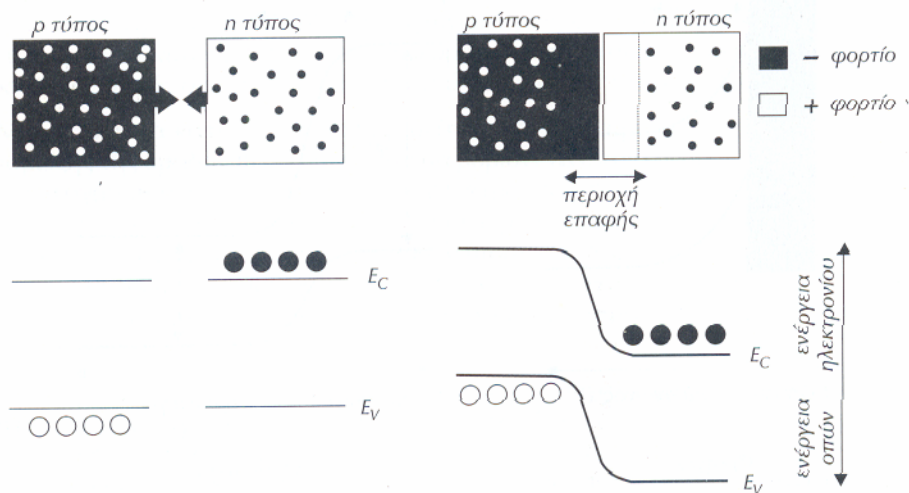 p τύπος
n τύπος
p τύπος
n τύπος
− φορτίο
+ φορτίο
περιοχή
επαφής
E_C
E_V
E_C
E_V
ενέργεια
ηλεκτρονίου
ενέργεια
οπών